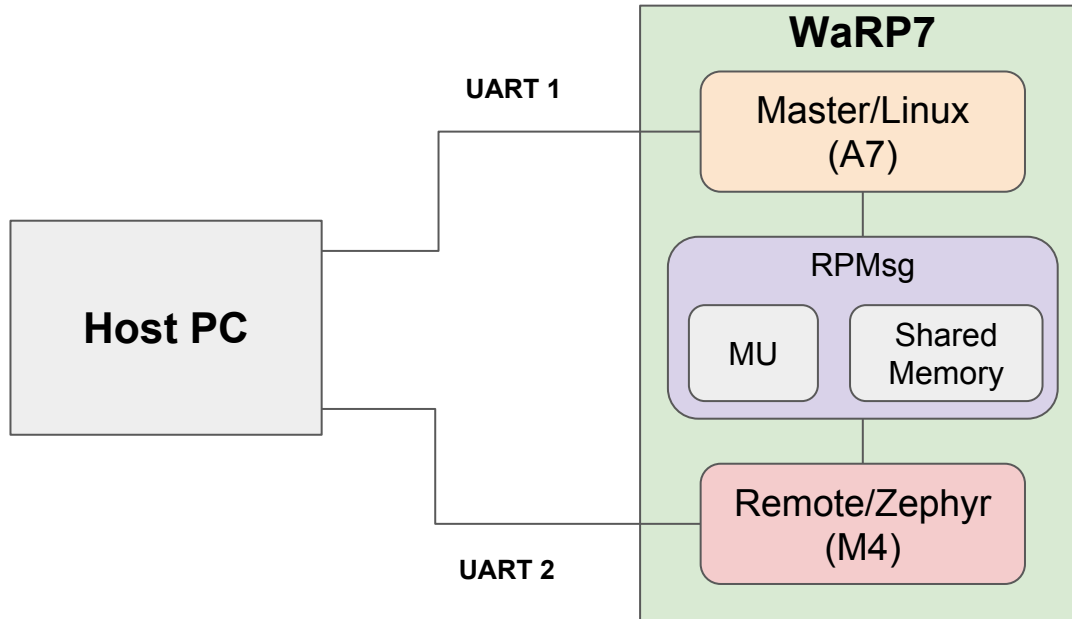 WaRP7
UART 1
Master/Linux
(A7)
RPMsg
Host PC
MU
Shared
Memory
Remote/Zephyr
(M4)
UART 2